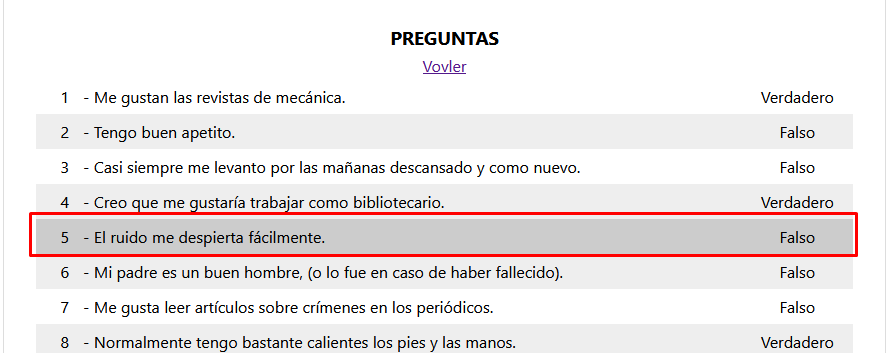 PREGUNTAS
Vovler
1 - Me gustan las revistas de mecánica. Verdadero
2 - Tengo buen apetito. Falso
3 - Casi siempre me levanto por las mañanas descansado y como nuevo. Falso
4 - Creo que me gustaría trabajar como bibliotecario. Verdadero
5 - El ruido me despierta fácilmente. Falso
6 - Mi padre es un buen hombre, (o lo fue en caso de haber fallecido). Falso
7 - Me gusta leer artículos sobre crímenes en los periódicos. Falso
8 - Normalmente tengo bastante calientes los pies y las manos. Verdadero